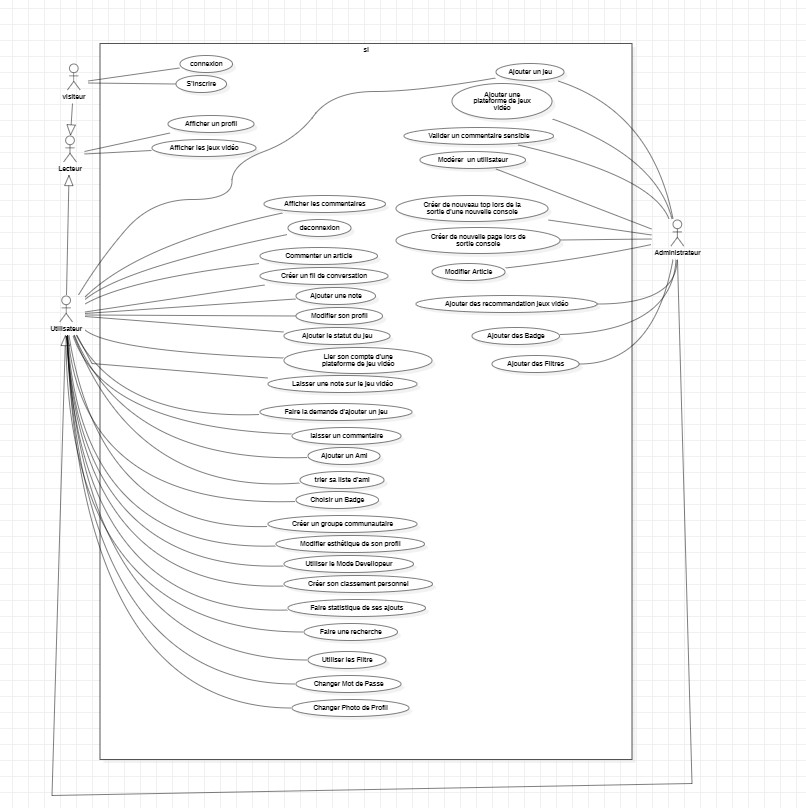 si
connexion
S'inscrire
visiteur
Afficher un profil
Afficher les jeux vidéo
Lecteur
Ajouter un jeu
Ajouter une
plateforme de jeux
vidéo
Valider un commentaire sensible
Modérer un utilisateur
Créer de nouveau top lors de la
sortie d'une nouvelle console
Créer de nouvelle page lors de
sortie console
Modifier Article
Ajouter des recommandation jeux vidéo
Ajouter des Badge
Ajouter des Filtres
Administrateur
Afficher les commentaires
deconnexion
Commenter un article
Créer un fil de conversation
Ajouter une note
Modifier son profil
Ajouter le statut du jeu
Lier son compte d'une
plateforme de jeu vidéo
Laisser une note sur le jeu vidéo
Utilisateur
Faire la demande d'ajouter un jeu
laisser un commentaire
Ajouter un Ami
trier sa liste d'ami
Choisir un Badge
Créer un groupe communautaire
Modifier esthétique de son profil
Utiliser le Mode Devellopeur
Créer son classement personnel
Faire statistique de ses ajouts
Faire une recherche
Utiliser les Filtre
Changer Mot de Passe
Changer Photo de Profil